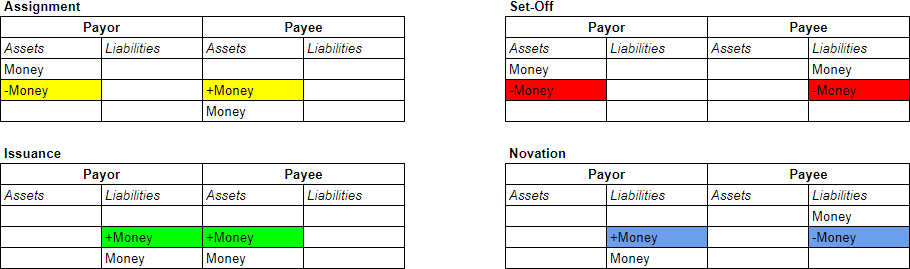 Assignment
Payor Payee
Assets Liabilities Assets Liabilities
Money
-Money +Money
Money
Set-Off
Payor Payee
Assets Liabilities Assets Liabilities
Money Money
-Money -Money
Issuance
Payor Payee
Assets Liabilities Assets Liabilities
+Money +Money
Money Money
Novation
Payor Payee
Assets Liabilities Assets Liabilities
Money
+Money -Money
Money